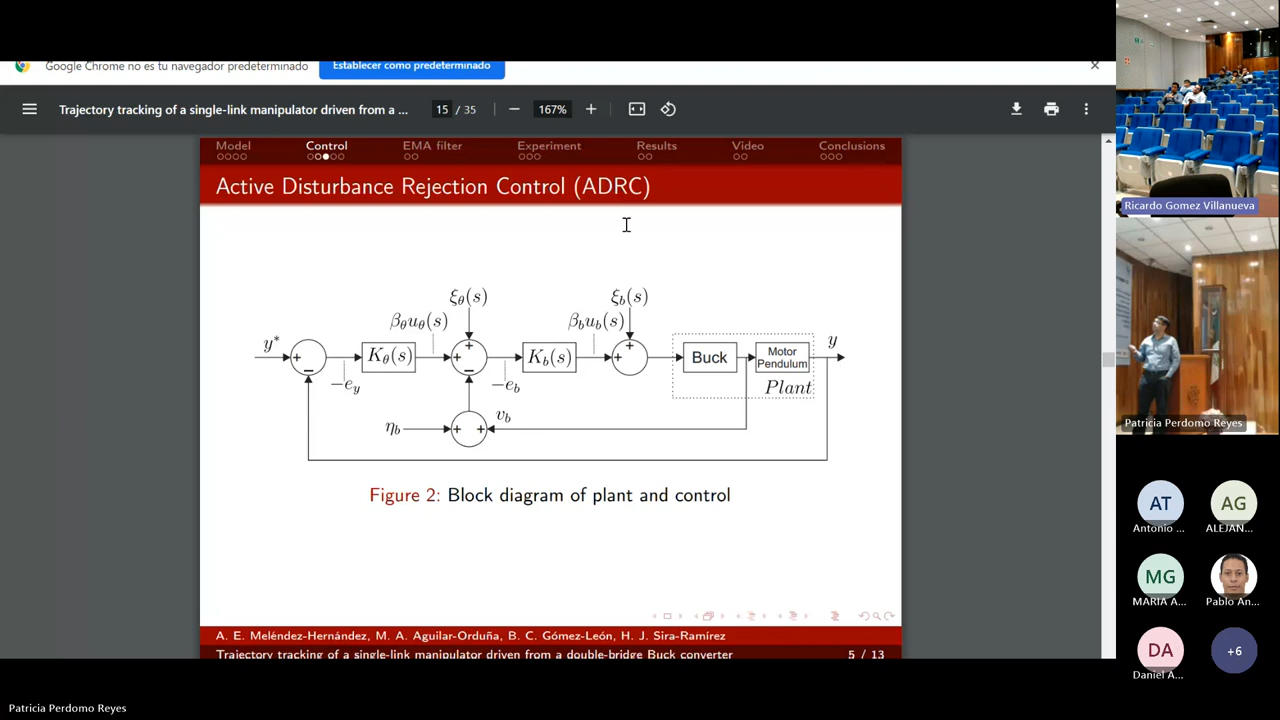 Google Chrome no es tu navegador predeterminado
Establecer como predeterminado
Trajectory tracking of a single-link manipulator driven from a ...
15 / 35
167%
Model
Control
EMA filter
Experiment
Results
Video
Conclusions
Active Disturbance Rejection Control (ADRC)
ξθ(s)
ξb(s)
βθuθ(s)
βbub(s)
y*
+
−
−ey
Kθ(s)
+
+
−
−eb
Kb(s)
+
+
Buck
Motor
Pendulum
y
Plant
ηb
+
+
υb
Figure 2: Block diagram of plant and control
A. E. Meléndez-Hernández, M. A. Aguilar-Orduña, B. C. Gómez-León, H. J. Sira-Ramírez
Trajectory tracking of a single-link manipulator driven from a double-bridge Buck converter
5 / 13
Ricardo Gomez Villanueva
Patricia Perdomo Reyes
AT
Antonio ...
AG
ALEJAN...
MG
MARIA A...
Pablo An...
DA
Daniel A...
+6
Patricia Perdomo Reyes